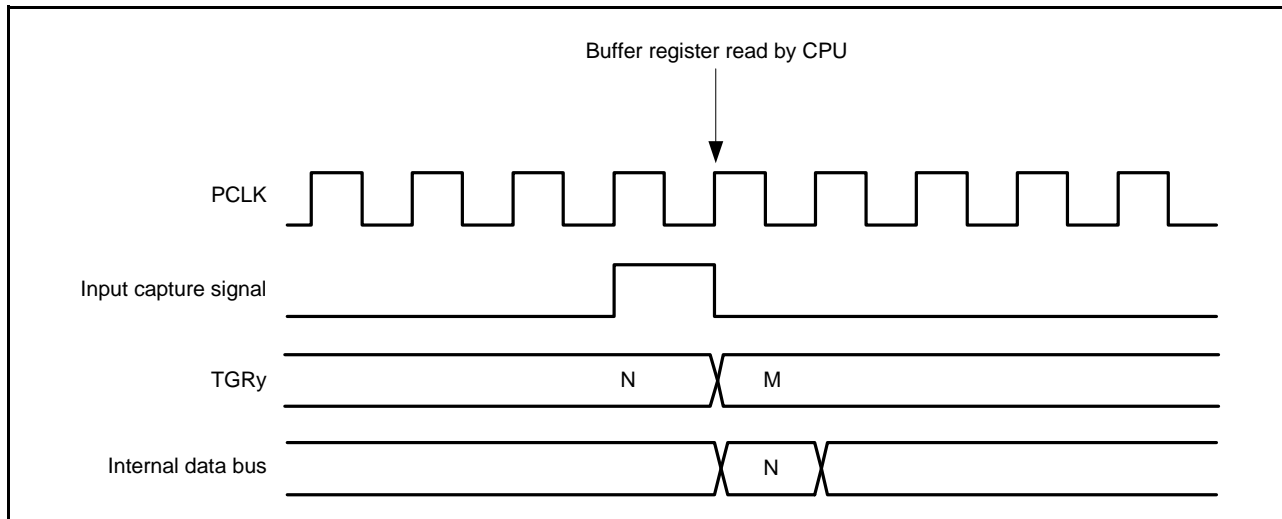 Buffer register read by CPU
PCLK
Input capture signal
TGRy
N
M
Internal data bus
N